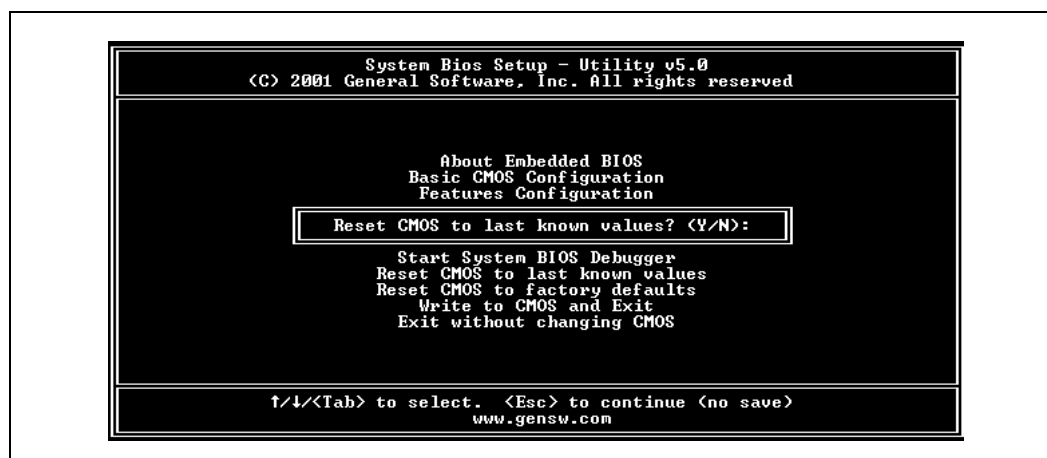 System Bios Setup - Utility v5.0
(C) 2001 General Software, Inc. All rights reserved
About Embedded BIOS
Basic CMOS Configuration
Features Configuration
Reset CMOS to last known values? (Y/N):
Start System BIOS Debugger
Reset CMOS to last known values
Reset CMOS to factory defaults
Write to CMOS and Exit
Exit without changing CMOS
↑/↓/<Tab> to select. <Esc> to continue (no save)
www.gensw.com